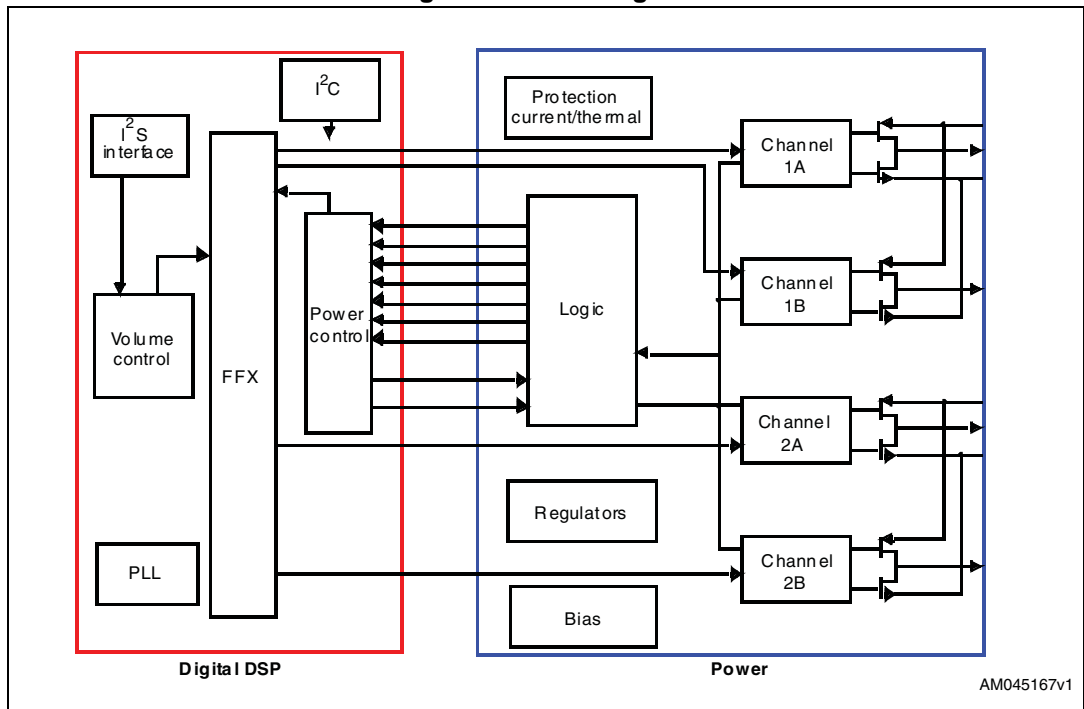 I²C
I²S
interface
Volume
control
FFX
Power
control
PLL
Digital DSP
Protection
current/thermal
Logic
Regulators
Bias
Channel
1A
Channel
1B
Channel
2A
Channel
2B
Power
AM045167v1